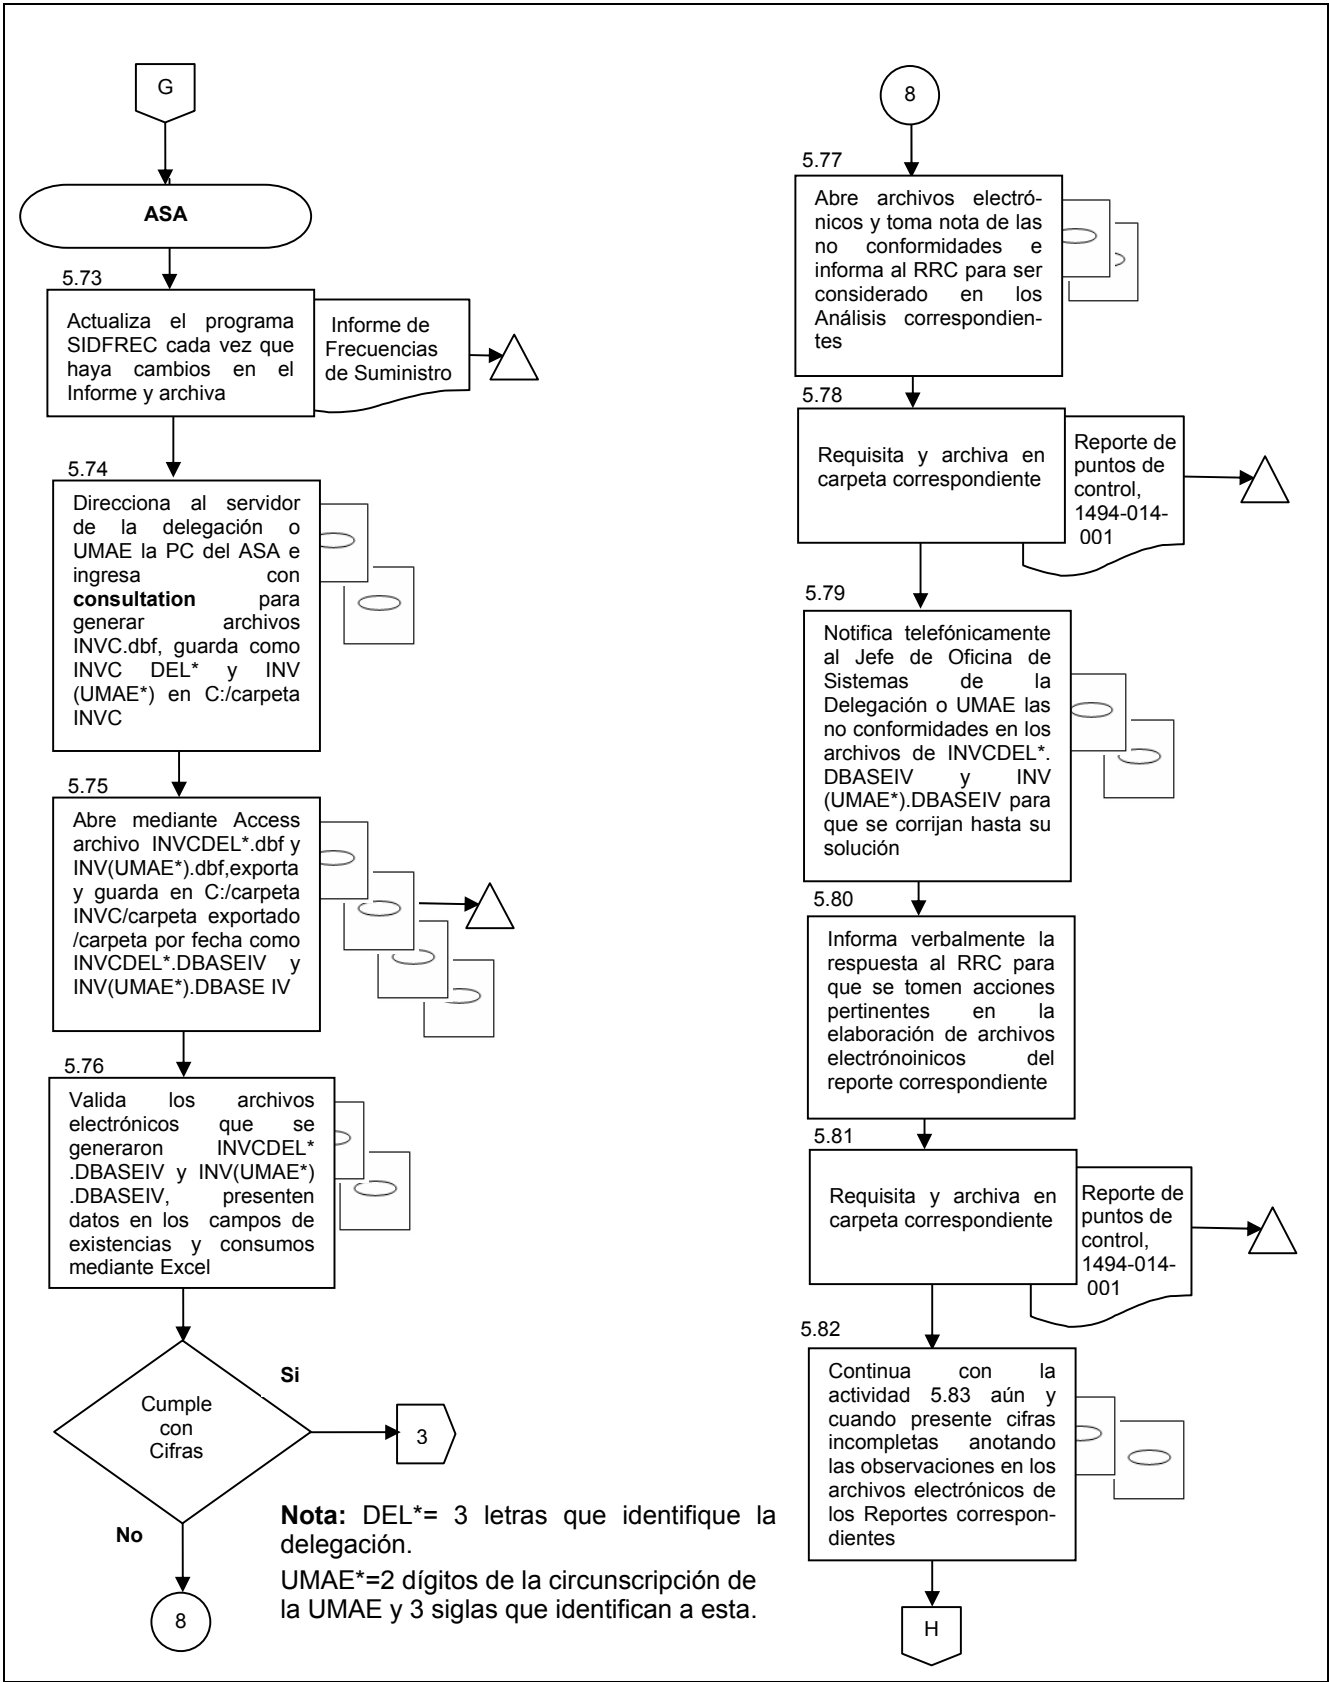 G
ASA
5.73
Actualiza el programa
SIDFREC cada vez que
haya cambios en el
Informe y archiva
Informe de
Frecuencias
de Suministro
5.74
Direcciona al servidor
de la delegación o
UMAE la PC del ASA e
ingresa con
consultation para
generar archivos
INVC.dbf, guarda como
INVC DEL* y INV
(UMAE*) en C:/carpeta
INVC
5.75
Abre mediante Access
archivo INVCDEL*.dbf y
INV(UMAE*).dbf,exporta
y guarda en C:/carpeta
INVC/carpeta exportado
/carpeta por fecha como
INVCDEL*.DBASEIV y
INV(UMAE*).DBASE IV
5.76
Valida los archivos
electrónicos que se
generaron INVCDEL*
.DBASEIV y INV(UMAE*)
.DBASEIV, presenten
datos en los campos de
existencias y consumos
mediante Excel
Cumple
con
Cifras
Si
3
No
8
Nota: DEL*= 3 letras que identifique la
delegación.
UMAE*=2 dígitos de la circunscripción de
la UMAE y 3 siglas que identifican a esta.
8
5.77
Abre archivos electró-
nicos y toma nota de las
no conformidades e
informa al RRC para ser
considerado en los
Análisis correspondien-
tes
5.78
Requisita y archiva en
carpeta correspondiente
Reporte de
puntos de
control,
1494-014-
001
5.79
Notifica telefónicamente
al Jefe de Oficina de
Sistemas de la
Delegación o UMAE las
no conformidades en los
archivos de INVCDEL*.
DBASEIV y INV
(UMAE*).DBASEIV para
que se corrijan hasta su
solución
5.80
Informa verbalmente la
respuesta al RRC para
que se tomen acciones
pertinentes en la
elaboración de archivos
electrónoinicos del
reporte correspondiente
5.81
Requisita y archiva en
carpeta correspondiente
Reporte de
puntos de
control,
1494-014-
001
5.82
Continua con la
actividad 5.83 aún y
cuando presente cifras
incompletas anotando
las observaciones en los
archivos electrónicos de
los Reportes correspon-
dientes
H